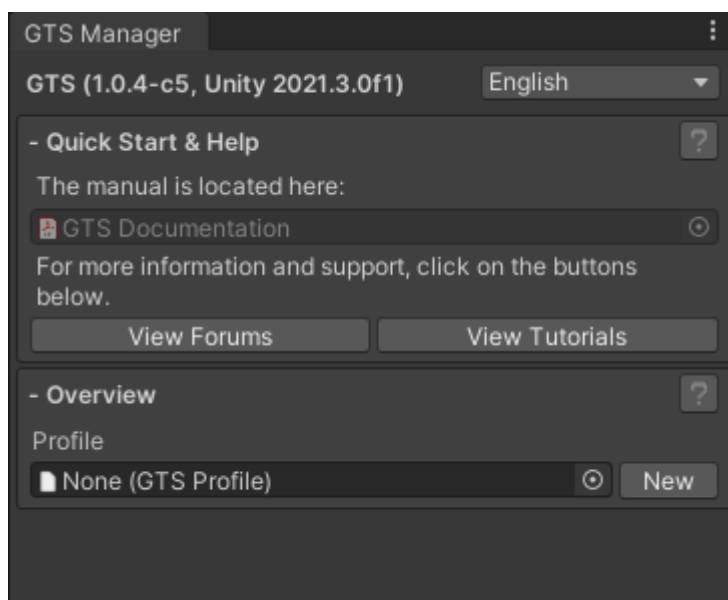 GTS Manager
GTS (1.0.4-c5, Unity 2021.3.0f1)
English
- Quick Start & Help
?
The manual is located here:
GTS Documentation
For more information and support, click on the buttons
below.
View Forums
View Tutorials
- Overview
?
Profile
None (GTS Profile)
New